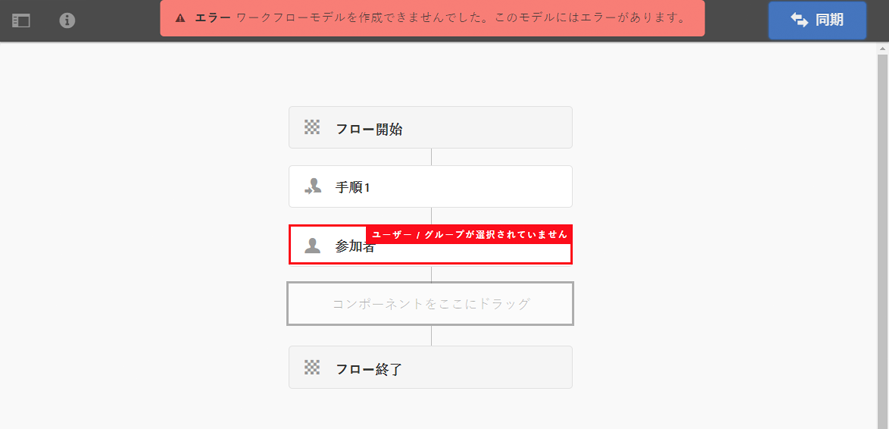 エラー ワークフローモデルを作成できませんでした。このモデルにはエラーがあります。
同期
フロー開始
手順1
ユーザー / グループが選択されていません
参加者
コンポーネントをここにドラッグ
フロー終了